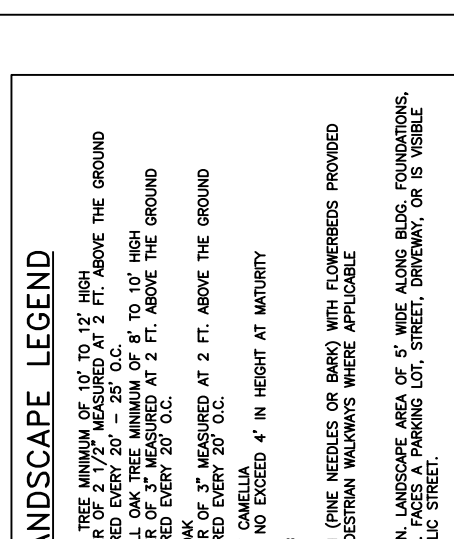 ANDSCAPE LEGEND
TREE MINIMUM OF 10' TO 12' HIGH
R OF 2 1/2" MEASURED AT 2 FT. ABOVE THE GROUND
RED EVERY 20' - 25' O.C.
L OAK TREE MINIMUM OF 8' TO 10' HIGH
R OF 3" MEASURED AT 2 FT. ABOVE THE GROUND
RED EVERY 20' O.C.
OAK
R OF 3" MEASURED AT 2 FT. ABOVE THE GROUND
RED EVERY 20' O.C.
CAMELLIA
NO EXCEED 4' IN HEIGHT AT MATURITY
(PINE NEEDLES OR BARK) WITH FLOWERBEDS PROVIDED
DESTRIAN WALKWAYS WHERE APPLICABLE
N. LANDSCAPE AREA OF 5' WIDE ALONG BLDG. FOUNDATIONS,
. FACES A PARKING LOT, STREET, DRIVEWAY, OR IS VISIBLE
LIC STREET.